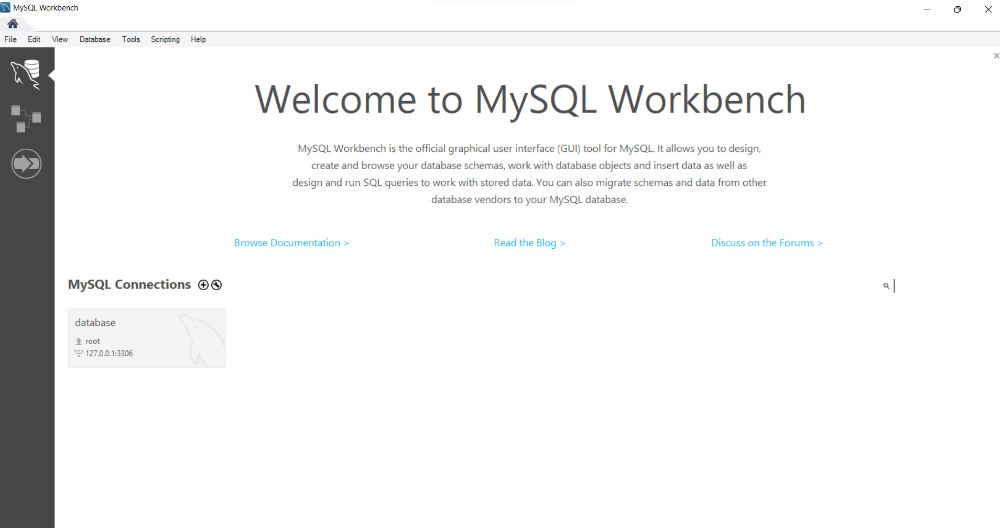 MySQL Workbench
File Edit View Database Tools Scripting Help
Welcome to MySQL Workbench
MySQL Workbench is the official graphical user interface (GUI) tool for MySQL. It allows you to design,
create and browse your database schemas, work with database objects and insert data as well as
design and run SQL queries to work with stored data. You can also migrate schemas and data from other
database vendors to your MySQL database.
Browse Documentation > Read the Blog > Discuss on the Forums >
MySQL Connections
database
root
127.0.0.1:3306